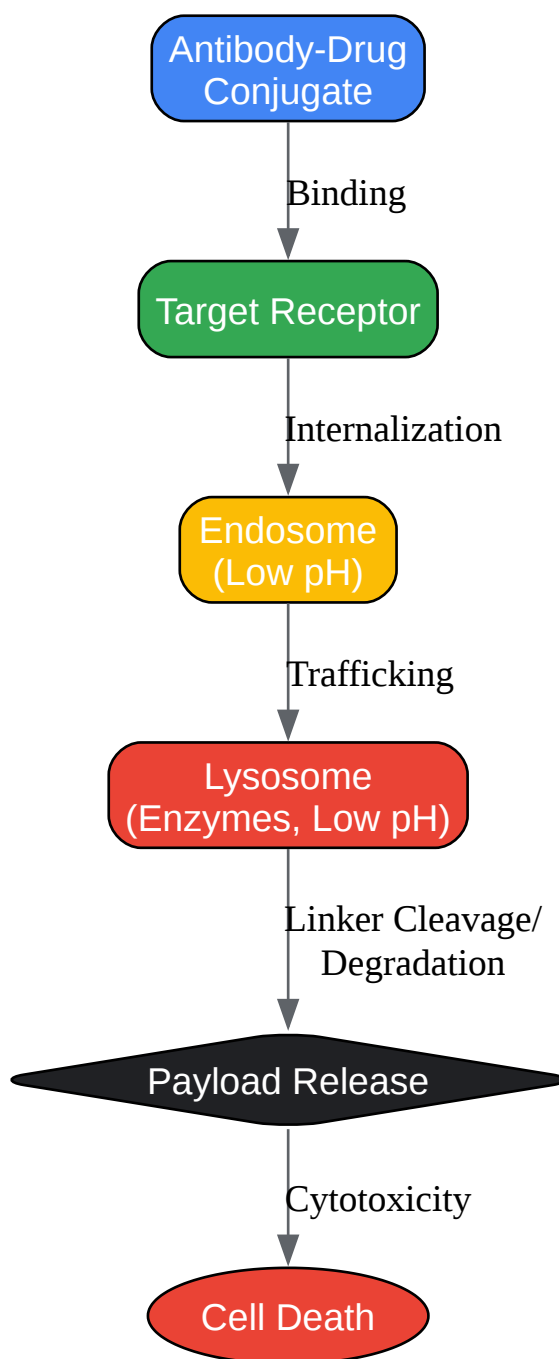 Antibody-Drug
Conjugate
Binding
Target Receptor
Internalization
Endosome
(Low pH)
Trafficking
Lysosome
(Enzymes, Low pH)
Linker Cleavage/
Degradation
Payload Release
Cytotoxicity
Cell Death